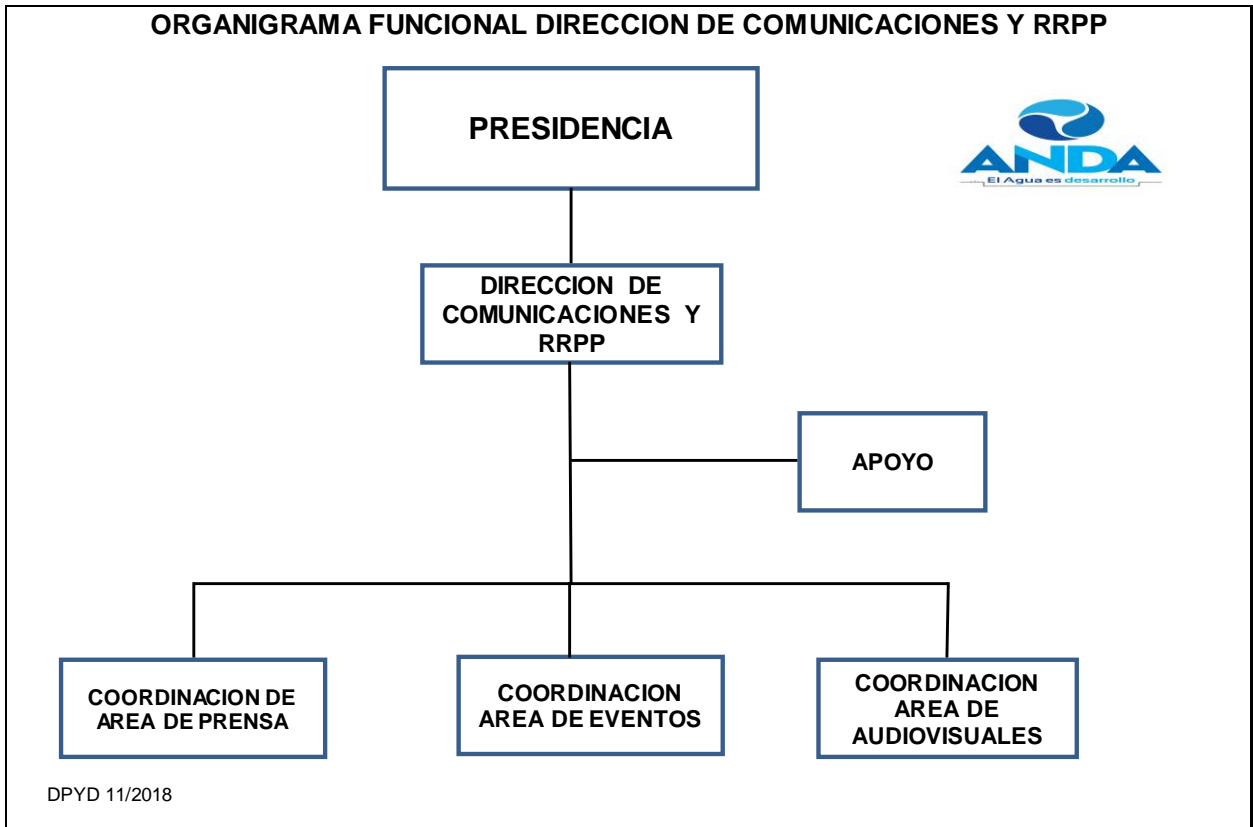 ORGANIGRAMA FUNCIONAL DIRECCION DE COMUNICACIONES Y RRPP
PRESIDENCIA
ANDA
El Agua es desarrollo
DIRECCION DE
COMUNICACIONES Y
RRPP
APOYO
COORDINACION DE
AREA DE PRENSA
COORDINACION
AREA DE EVENTOS
COORDINACION
AREA DE
AUDIOVISUALES
DPYD 11/2018